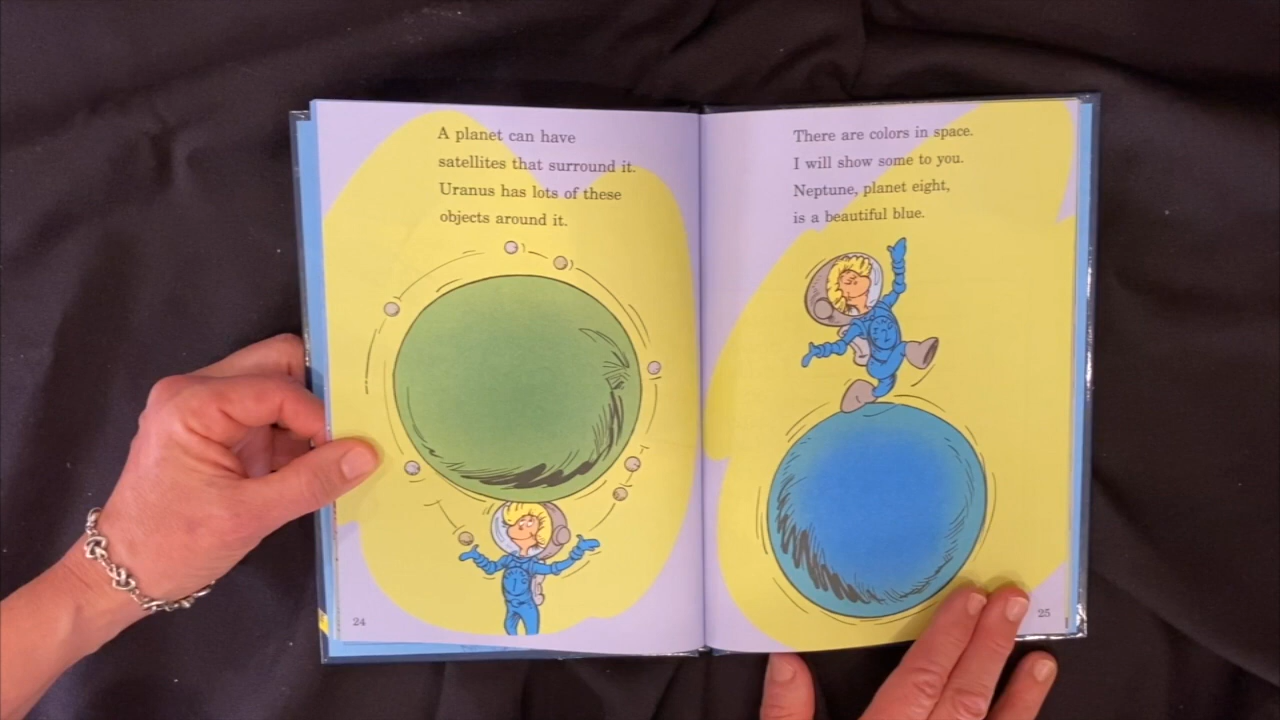 A planet can have
satellites that surround it.
Uranus has lots of these
objects around it.
24
There are colors in space.
I will show some to you.
Neptune, planet eight,
is a beautiful blue.
25